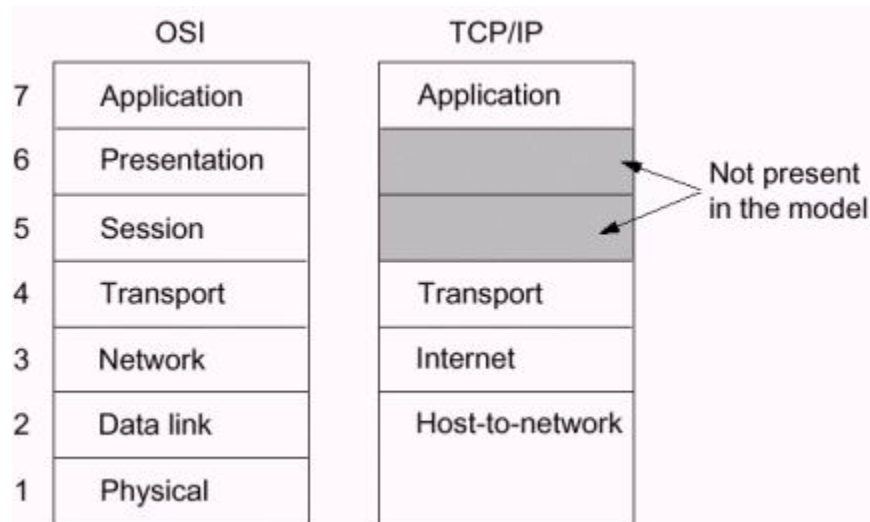 OSI TCP/IP
7 Application Application
6 Presentation
Not present
in the model
5 Session
4 Transport Transport
3 Network Internet
2 Data link Host-to-network
1 Physical